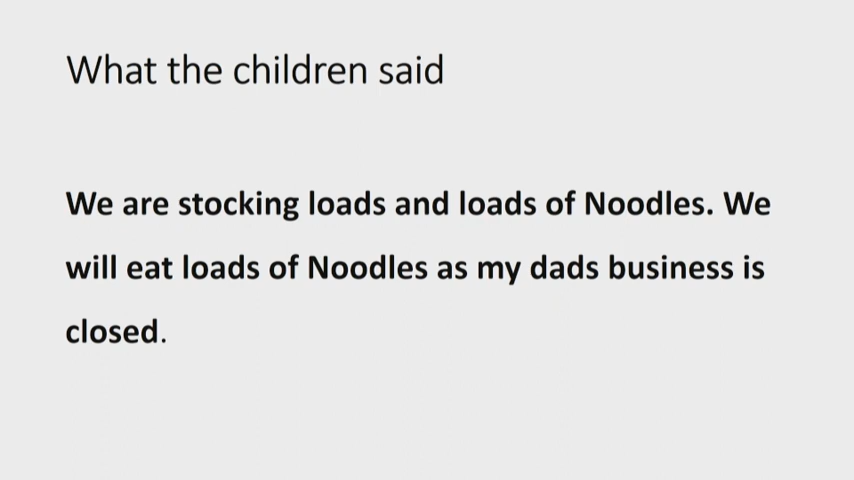 What the children said
We are stocking loads and loads of Noodles. We
will eat loads of Noodles as my dads business is
closed.